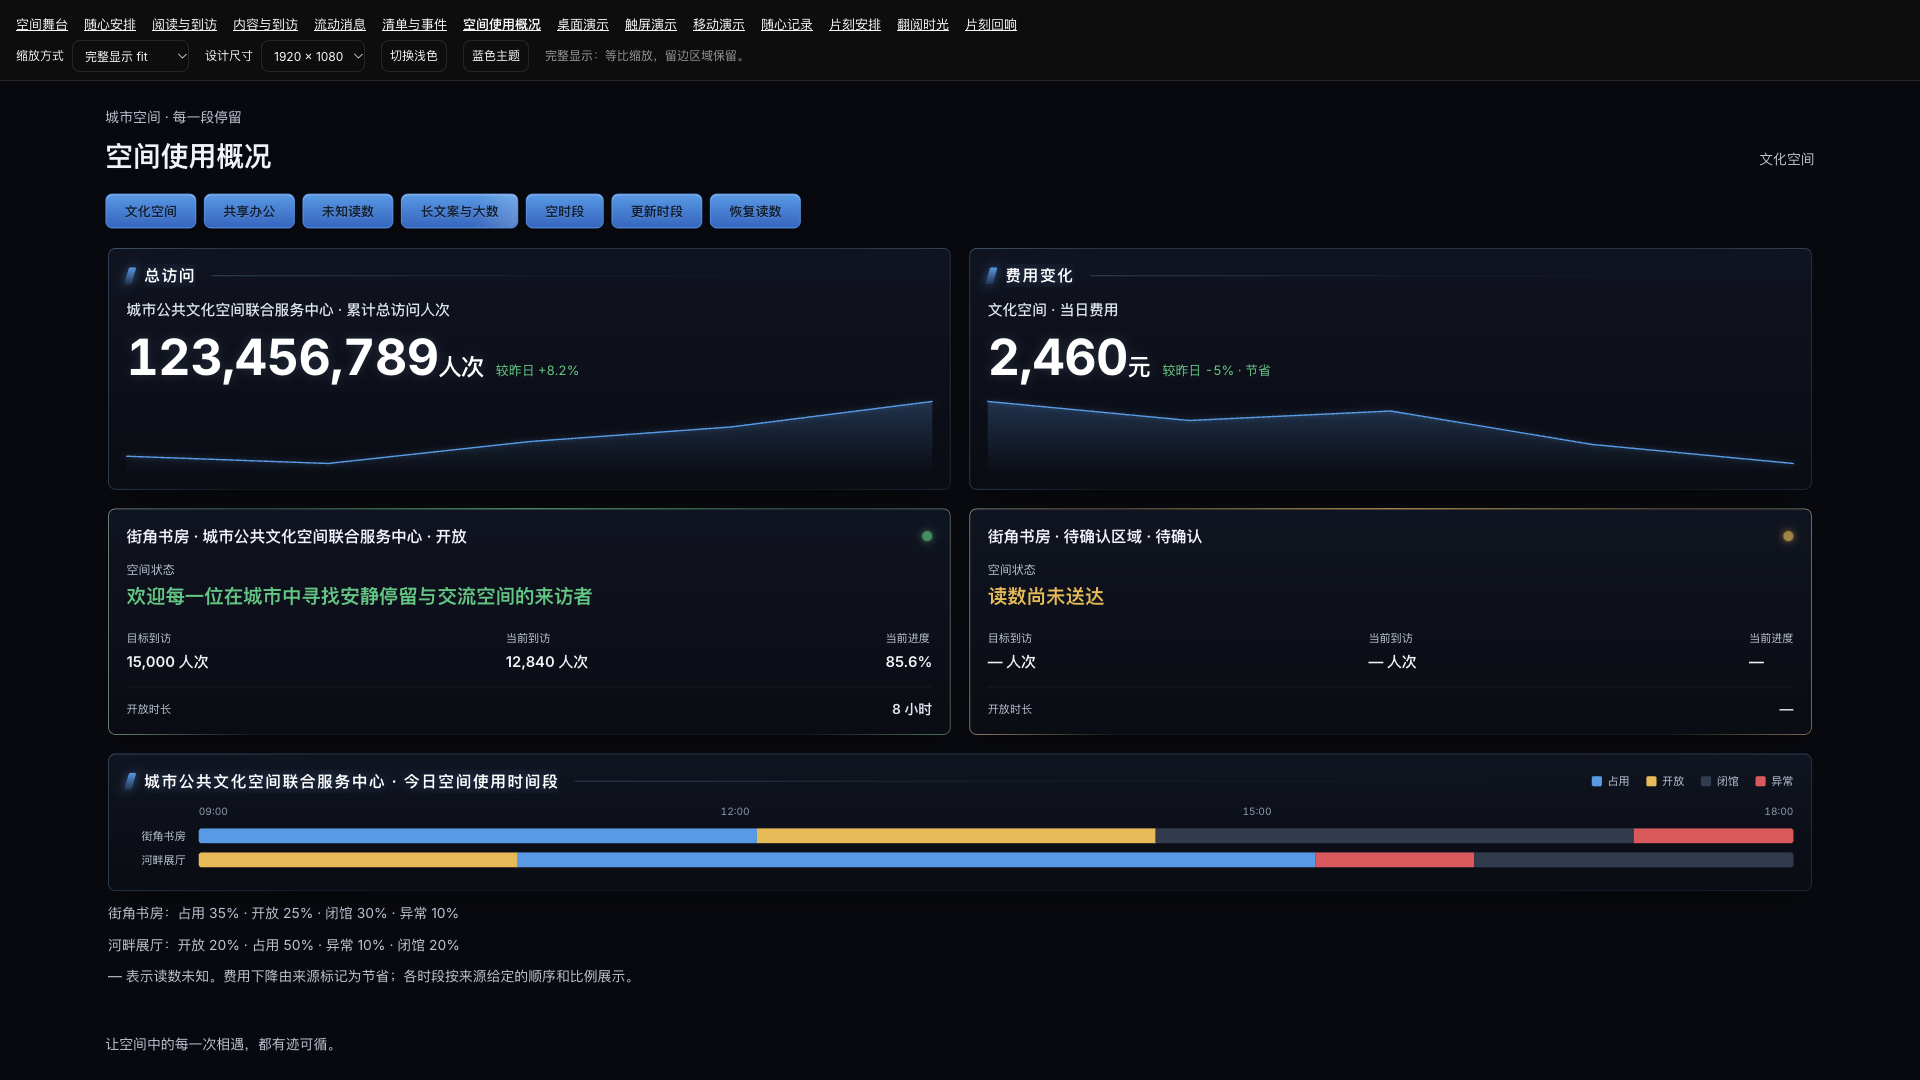 空间舞台 随心安排 阅读与到访 内容与到访 流动消息 清单与事件 空间使用概况 桌面演示 触屏演示 移动演示 随心记录 片刻安排 翻阅时光 片刻回响
缩放方式 完整显示 fit 设计尺寸 1920 × 1080 切换浅色 蓝色主题 完整显示：等比缩放，留边区域保留。
城市空间 · 每一段停留
空间使用概况
文化空间
文化空间 共享办公 未知读数 长文案与大数 空时段 更新时段 恢复读数
总访问
城市公共文化空间联合服务中心 · 累计总访问人次
123,456,789人次 较昨日 +8.2%
费用变化
文化空间 · 当日费用
2,460元 较昨日 -5% · 节省
街角书房 · 城市公共文化空间联合服务中心 · 开放
空间状态
欢迎每一位在城市中寻找安静停留与交流空间的来访者
目标到访 当前到访 当前进度
15,000 人次 12,840 人次 85.6%
开放时长 8 小时
街角书房 · 待确认区域 · 待确认
空间状态
读数尚未送达
目标到访 当前到访 当前进度
— 人次 — 人次 —
开放时长 —
城市公共文化空间联合服务中心 · 今日空间使用时间段
占用 开放 闭馆 异常
09:00 12:00 15:00 18:00
街角书房
河畔展厅
街角书房：占用 35% · 开放 25% · 闭馆 30% · 异常 10%
河畔展厅：开放 20% · 占用 50% · 异常 10% · 闭馆 20%
— 表示读数未知。费用下降由来源标记为节省；各时段按来源给定的顺序和比例展示。
让空间中的每一次相遇，都有迹可循。